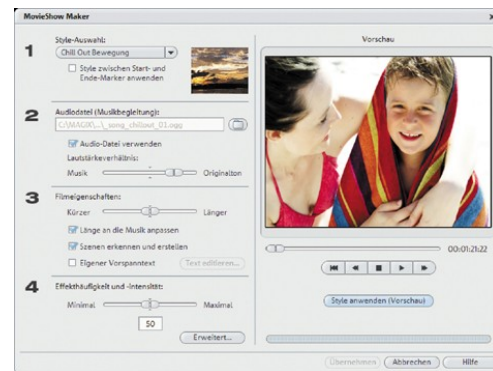 MovieShow Maker
1
Style-Auswahl:
Chill Out Bewegung
Style zwischen Start- und
Ende-Marker anwenden
2
Audiodatei (Musikbegleitung):
C:\MAGIX\...\_song_chillout_01.ogg
Audio-Datei verwenden
Lautstärkeverhältnis:
Musik Originalton
3
Filmeigenschaften:
Kürzer Länger
Länge an die Musik anpassen
Szenen erkennen und erstellen
Eigener Vorspanntext Text editieren...
4
Effekthäufigkeit und -intensität:
Minimal Maximal
50
Erweitert...
Vorschau
00:01:21:22
Style anwenden (Vorschau)
Übernehmen Abbrechen Hilfe